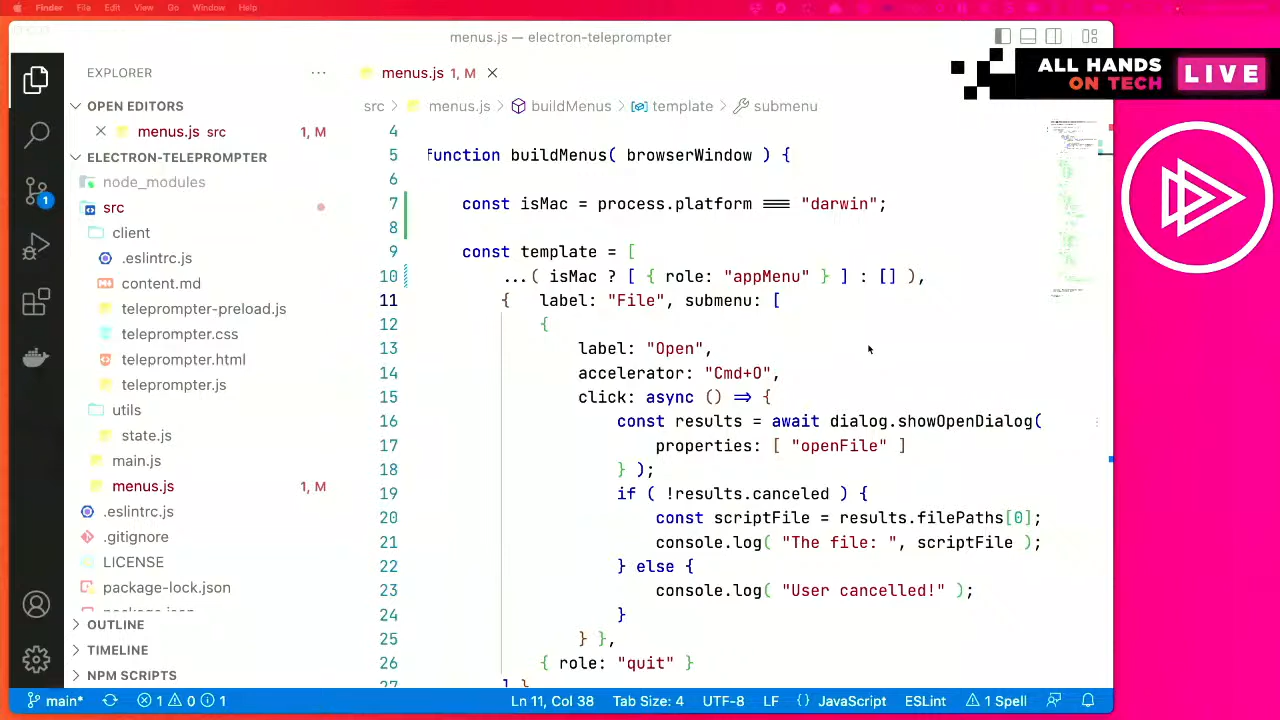 Finder File Edit View Go Window Help
menus.js — electron-teleprompter
ALL HANDS
ON TECH
LIVE
EXPLORER
menus.js 1, M
OPEN EDITORS
src > menus.js > buildMenus > template > submenu
menus.js src 1, M
ELECTRON-TELEPROMPTER
node_modules
src
client
.eslintrc.js
content.md
teleprompter-preload.js
teleprompter.css
teleprompter.html
teleprompter.js
utils
state.js
main.js
menus.js 1, M
.eslintrc.js
.gitignore
LICENSE
package-lock.json
package.json
OUTLINE
TIMELINE
NPM SCRIPTS
1
4
5 function buildMenus( browserWindow ) {
6
7 const isMac = process.platform === "darwin";
8
9 const template = [
10 ...( isMac ? [ { role: "appMenu" } ] : [] ),
11 { label: "File", submenu: [
12 {
13 label: "Open",
14 accelerator: "Cmd+O",
15 click: async () => {
16 const results = await dialog.showOpenDialog(
17 properties: [ "openFile" ]
18 } );
19 if ( !results.canceled ) {
20 const scriptFile = results.filePaths[0];
21 console.log( "The file: ", scriptFile );
22 } else {
23 console.log( "User cancelled!" );
24 }
25 } },
26 { role: "quit" }
27 ] },
main* 1 0 1 Ln 11, Col 38 Tab Size: 4 UTF-8 LF {} JavaScript ESLint 1 Spell